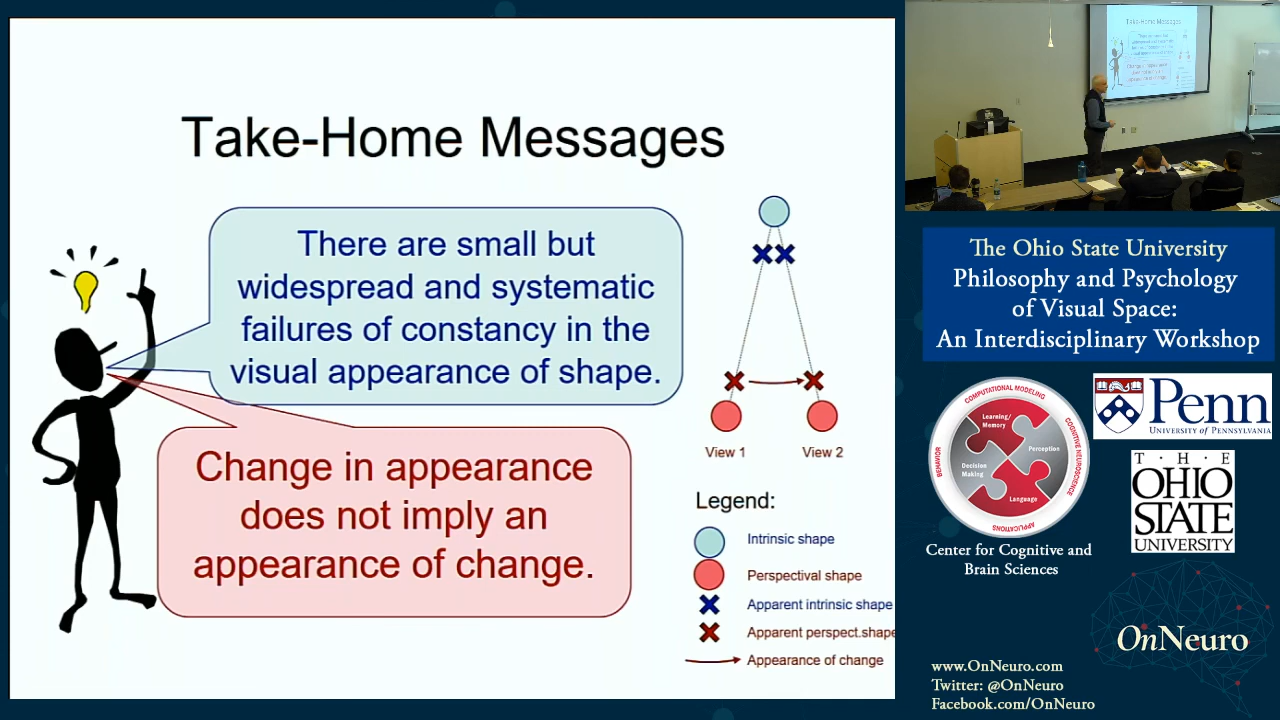 Take-Home Messages
There are small but
widespread and systematic
failures of constancy in the
visual appearance of shape.
Change in appearance
does not imply an
appearance of change.
View 1
View 2
Legend:
Intrinsic shape
Perspectival shape
Apparent intrinsic shape
Apparent perspect.shape
Appearance of change
Take-Home Messages
The Ohio State University
Philosophy and Psychology
of Visual Space:
An Interdisciplinary Workshop
COMPUTATIONAL MODELING
COGNITIVE NEUROSCIENCE
APPLICATIONS
BEHAVIOR
Learning/
Memory
Perception
Decision
Making
Language
Center for Cognitive and
Brain Sciences
Penn
UNIVERSITY OF PENNSYLVANIA
T · H · E
OHIO
STATE
UNIVERSITY
OnNeuro
www.OnNeuro.com
Twitter: @OnNeuro
Facebook.com/OnNeuro